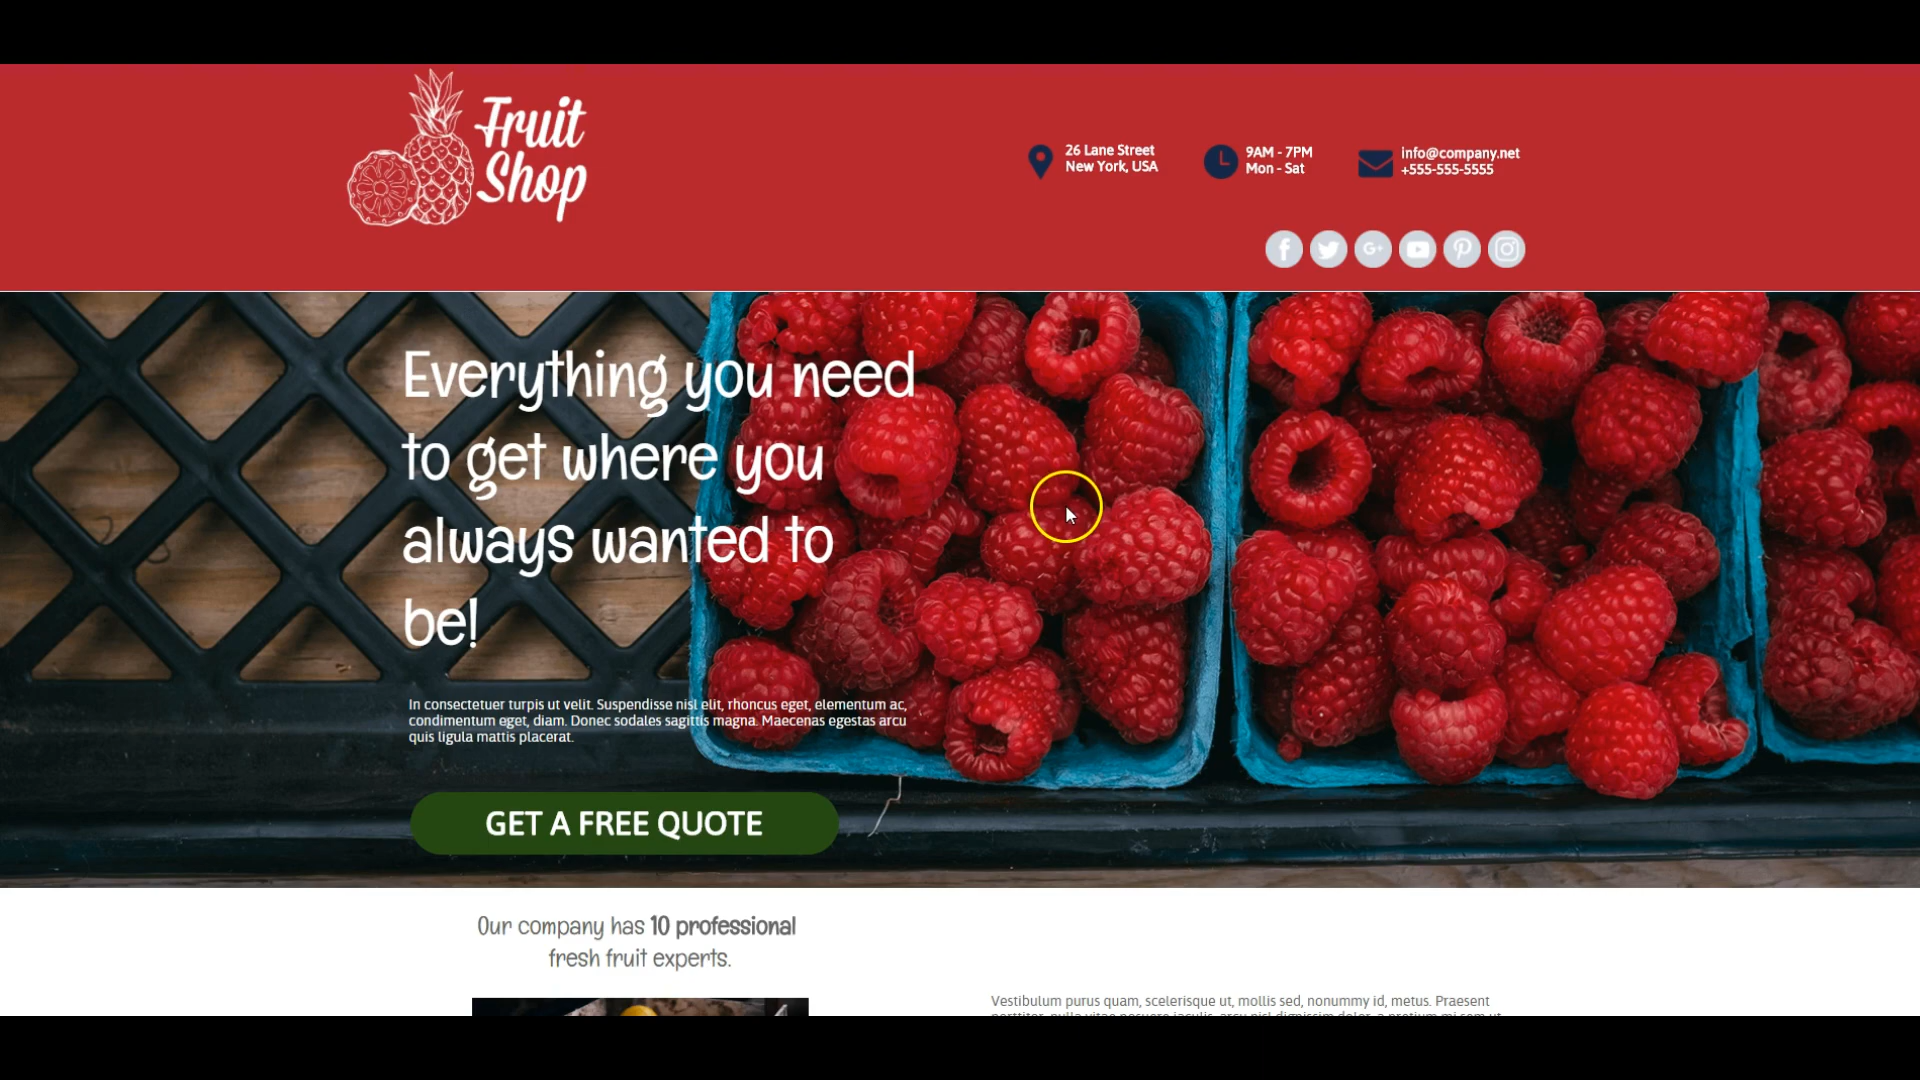 Fruit
Shop
26 Lane Street
New York, USA
9AM - 7PM
Mon - Sat
info@company.net
+555-555-5555
Everything you need
to get where you
always wanted to
be!
In consectetuer turpis ut velit. Suspendisse nisl elit, rhoncus eget, elementum ac,
condimentum eget, diam. Donec sodales sagittis magna. Maecenas egestas arcu
quis ligula mattis placerat.
GET A FREE QUOTE
Our company has 10 professional
fresh fruit experts.
Vestibulum purus quam, scelerisque ut, mollis sed, nonummy id, metus. Praesent